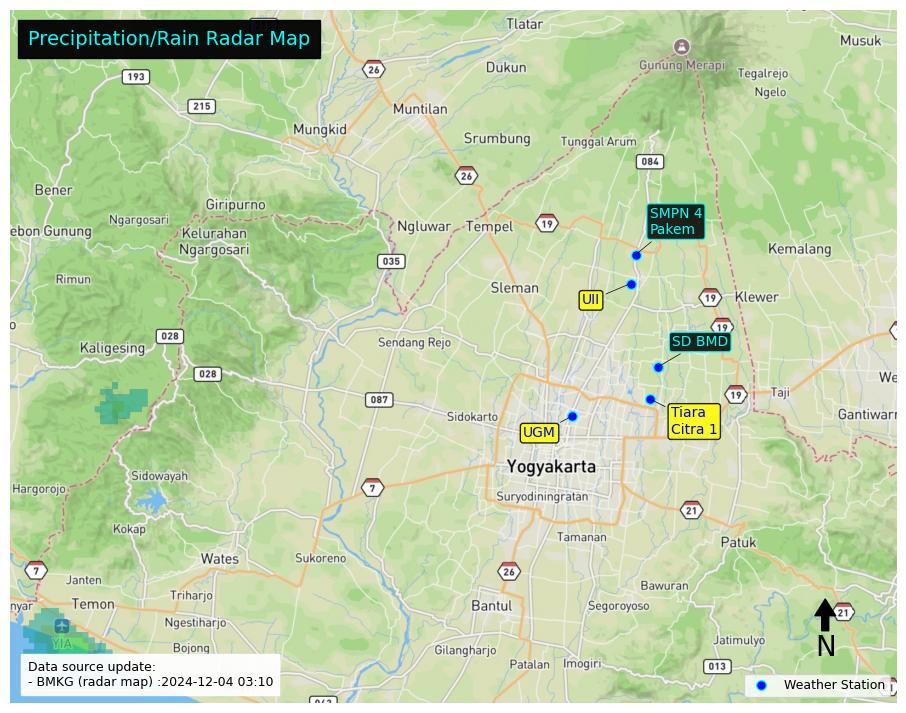 Precipitation/Rain Radar Map
Tlatar
Musuk
26
Gunung Merapi
Dukun
Tegalrejo
193
Ngelo
215
Muntilan
Mungkid
Srumbung
Tunggal Arum
084
26
Bener
Giripurno
SMPN 4
Pakem
Ngargosari
Ngluwar
Tempel
19
ebon Gunung
Kelurahan
Ngargosari
Kemalang
035
Rimun
Sleman
UII
19
Klewer
19
028
Sendang Rejo
SD BMD
Kaligesing
028
We
087
19
Taji
Sidokarto
Tiara
Citra 1
Gantiwarn
UGM
Yogyakarta
Sidowayah
Hargorojo
7
Suryodiningratan
21
Kokap
Tamanan
Patuk
Wates
Sukoreno
7
26
Janten
Bawuran
Triharjo
nyar
Temon
Bantul
Segoroyoso
21
Ngestiharjo
YIA
Jatimulyo
N
Bojong
Gilangharjo
Patalan
Imogiri
013
Data source update:
- BMKG (radar map) :2024-12-04 03:10
Weather Station